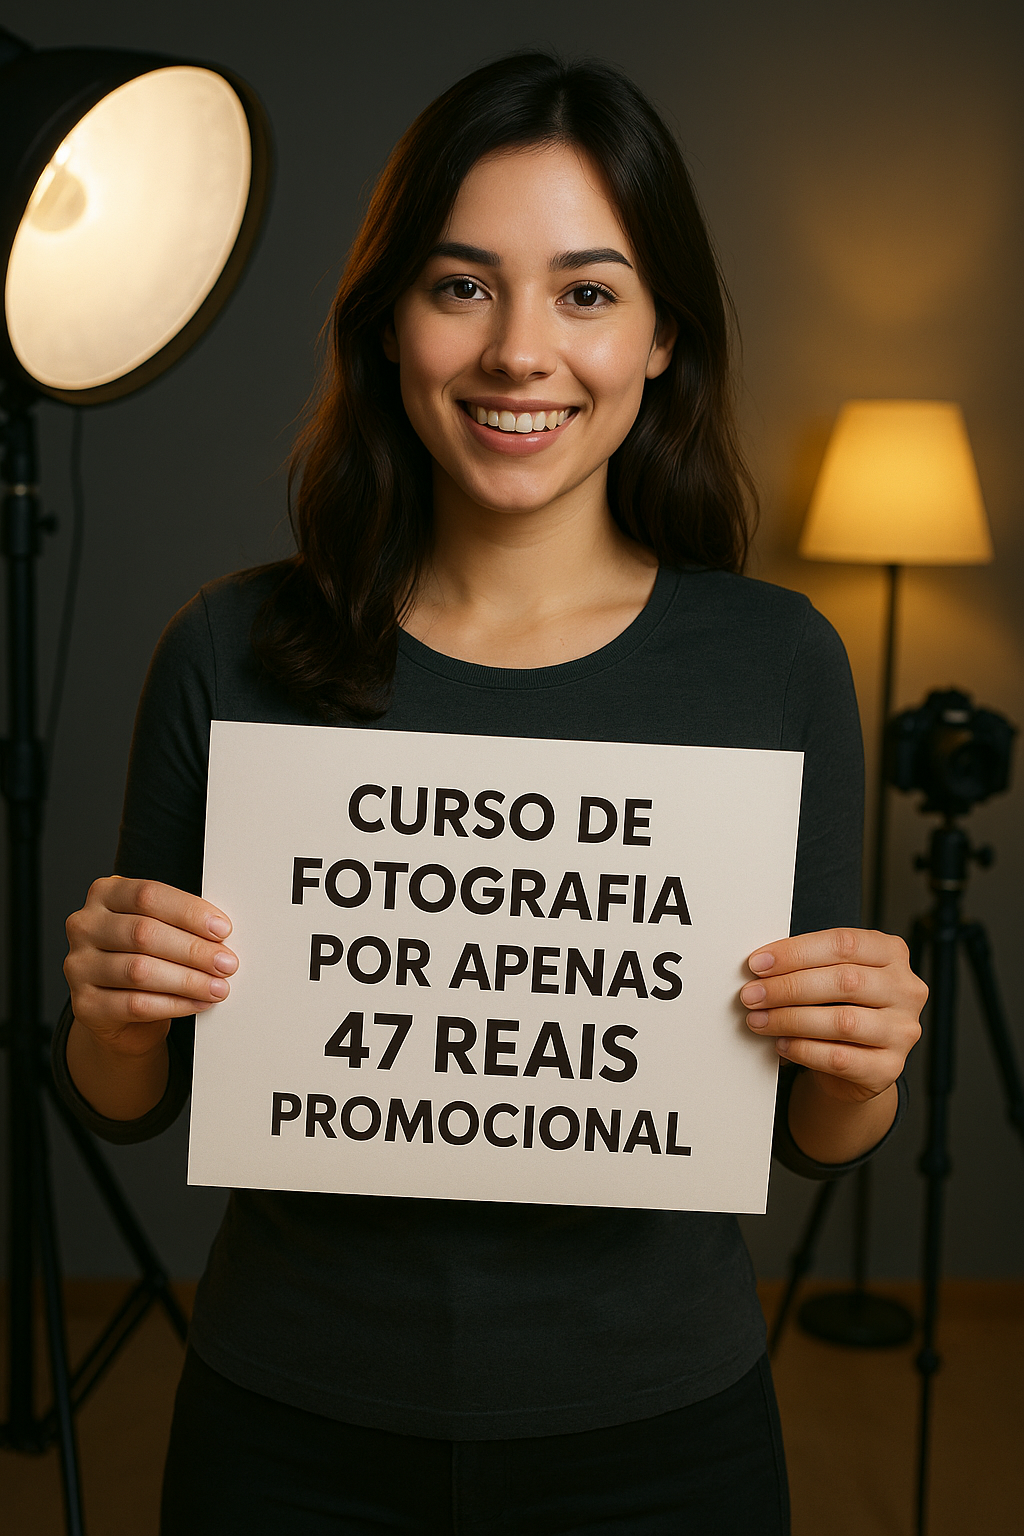 CURSO DE
FOTOGRAFIA
POR APENAS
47 REAIS
PROMOCIONAL